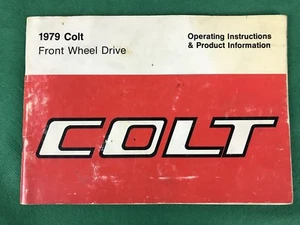 1979 Colt
Front Wheel Drive
Operating Instructions
& Product Information
COLT